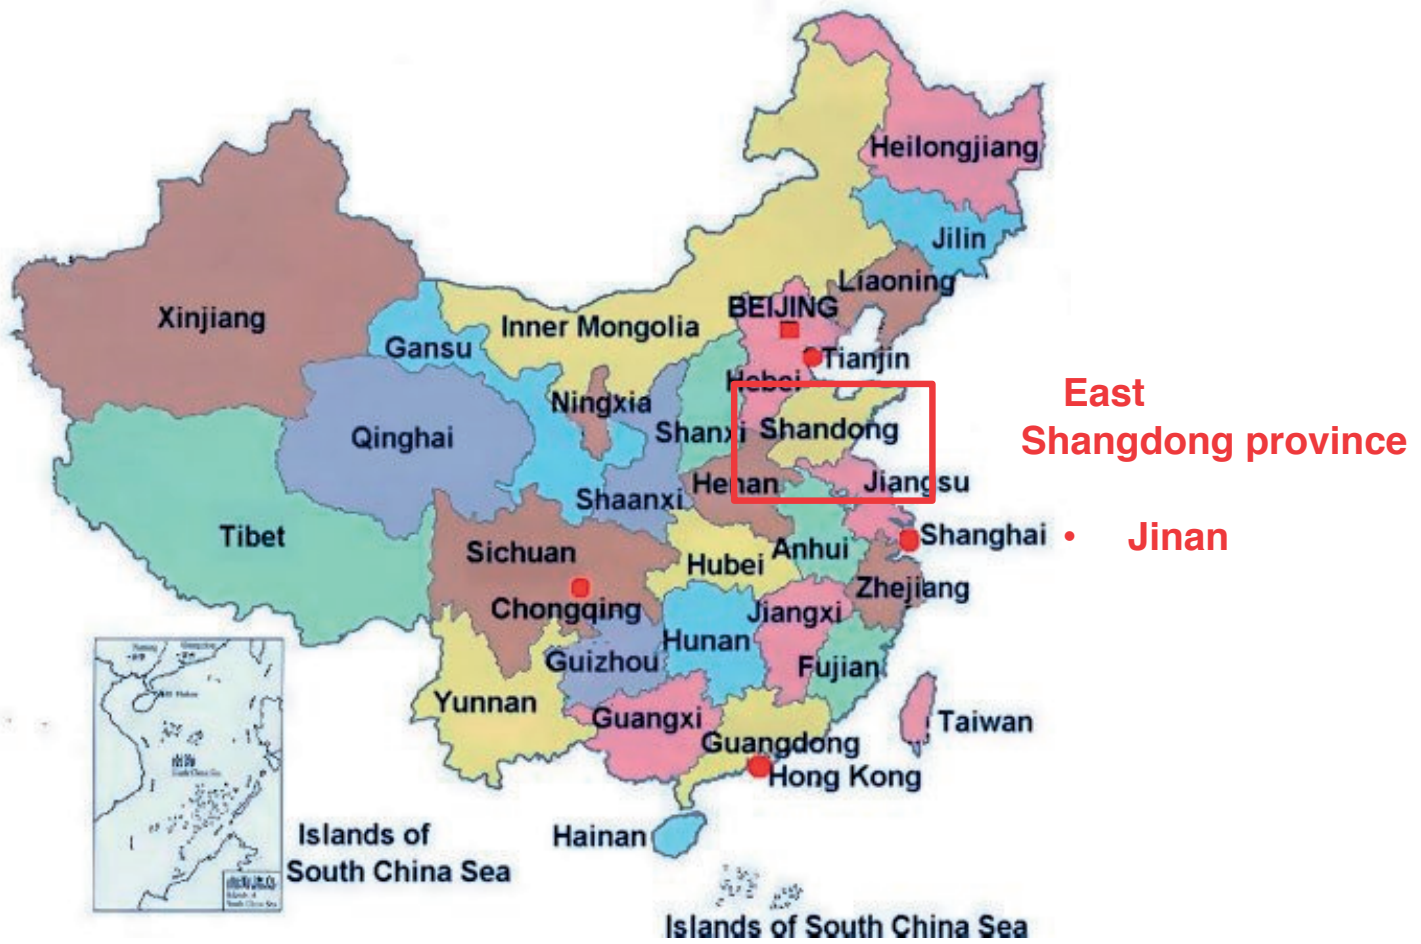 Heilongjiang
Jilin
Liaoning
BEIJING
Xinjiang
Inner Mongolia
Gansu
Tianjin
Hebei
Ningxia
East
Shangdong province
Qinghai
Shanxi
Shandong
Henan
Jiangsu
Shaanxi
Tibet
Shanghai
• Jinan
Sichuan
Anhui
Hubei
Zhejiang
Chongqing
Jiangxi
Hunan
Guizhou
Fujian
Yunnan
Guangxi
Taiwan
Guangdong
Hong Kong
Hainan
Islands of
South China Sea
Islands of South China Sea